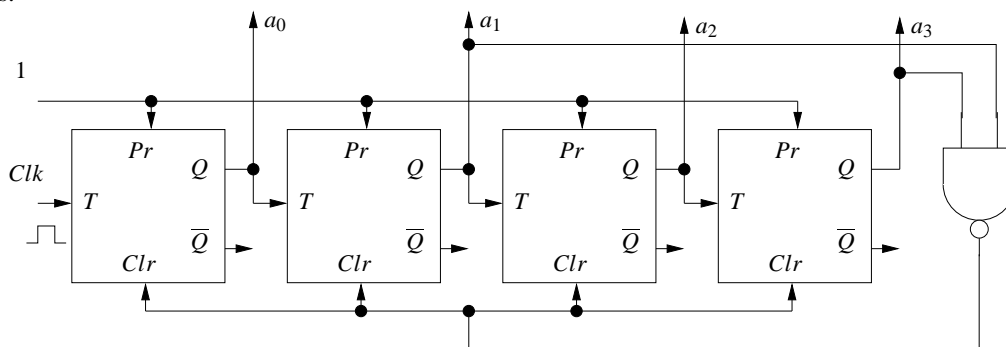 a0 a1 a2 a3
1
Pr Pr Pr Pr
Q Q Q Q
Clk
T T T T
Q̅ Q̅ Q̅ Q̅
Clr Clr Clr Clr